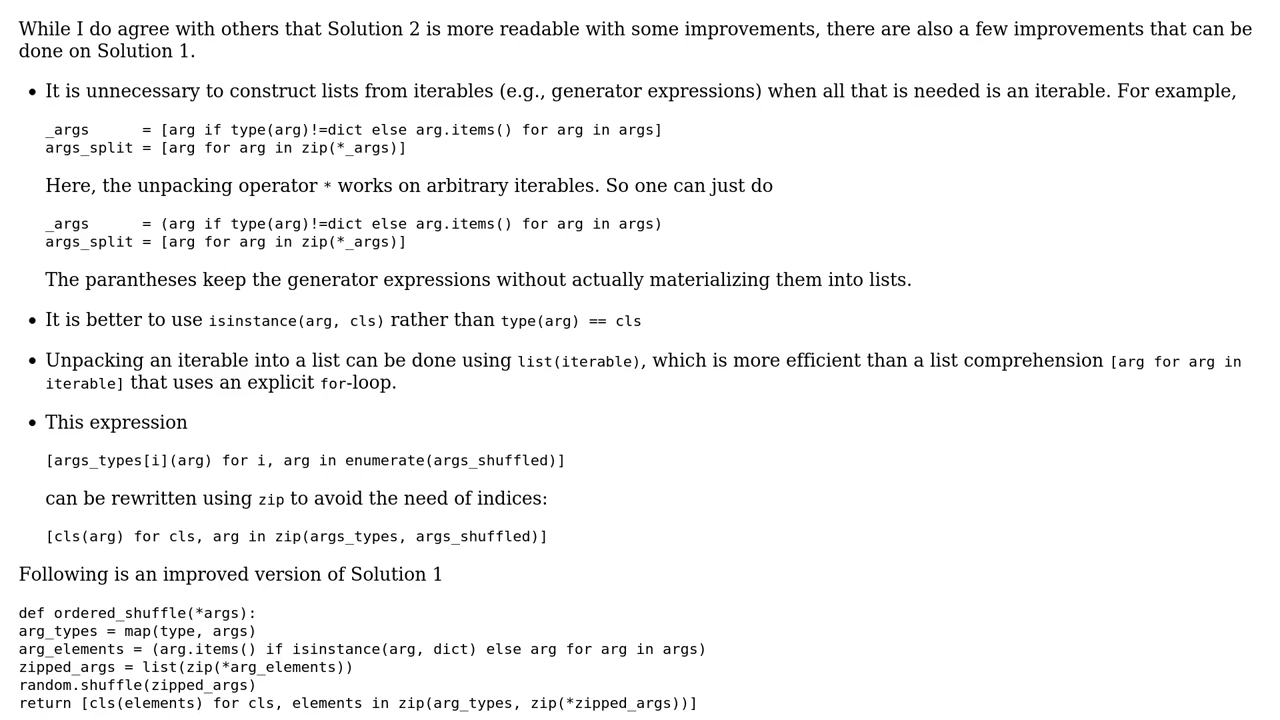 While I do agree with others that Solution 2 is more readable with some improvements, there are also a few improvements that can be
done on Solution 1.
• It is unnecessary to construct lists from iterables (e.g., generator expressions) when all that is needed is an iterable. For example,
_args      = [arg if type(arg)!=dict else arg.items() for arg in args]
args_split = [arg for arg in zip(*_args)]
Here, the unpacking operator * works on arbitrary iterables. So one can just do
_args      = (arg if type(arg)!=dict else arg.items() for arg in args)
args_split = [arg for arg in zip(*_args)]
The parantheses keep the generator expressions without actually materializing them into lists.
• It is better to use isinstance(arg, cls) rather than type(arg) == cls
• Unpacking an iterable into a list can be done using list(iterable), which is more efficient than a list comprehension [arg for arg in
iterable] that uses an explicit for-loop.
• This expression
[args_types[i](arg) for i, arg in enumerate(args_shuffled)]
can be rewritten using zip to avoid the need of indices:
[cls(arg) for cls, arg in zip(args_types, args_shuffled)]
Following is an improved version of Solution 1
def ordered_shuffle(*args):
arg_types = map(type, args)
arg_elements = (arg.items() if isinstance(arg, dict) else arg for arg in args)
zipped_args = list(zip(*arg_elements))
random.shuffle(zipped_args)
return [cls(elements) for cls, elements in zip(arg_types, zip(*zipped_args))]